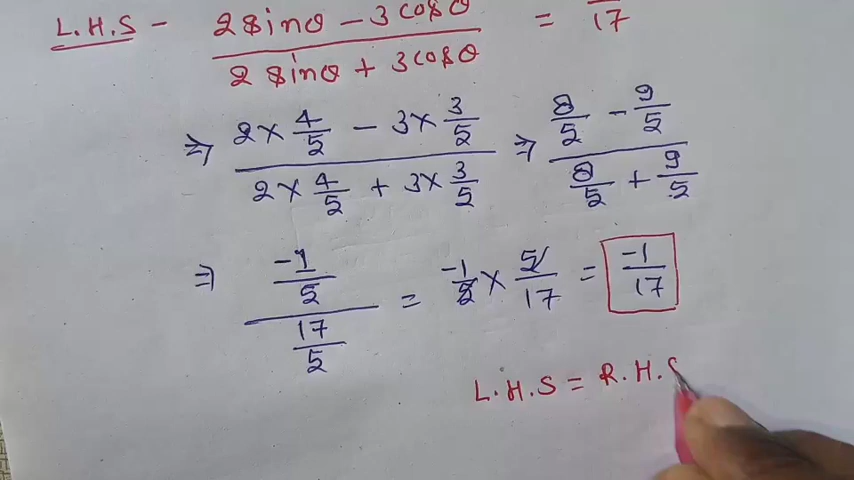 L.H.S - (2sinθ - 3cosθ)/(2sinθ + 3cosθ) = /17
⇒ (2 × 4/5 - 3 × 3/5)/(2 × 4/5 + 3 × 3/5) ⇒ (8/5 - 9/5)/(8/5 + 9/5)
⇒ (-1/5)/(17/5) = -1/5 × 5/17 = -1/17
L.H.S = R.H.S